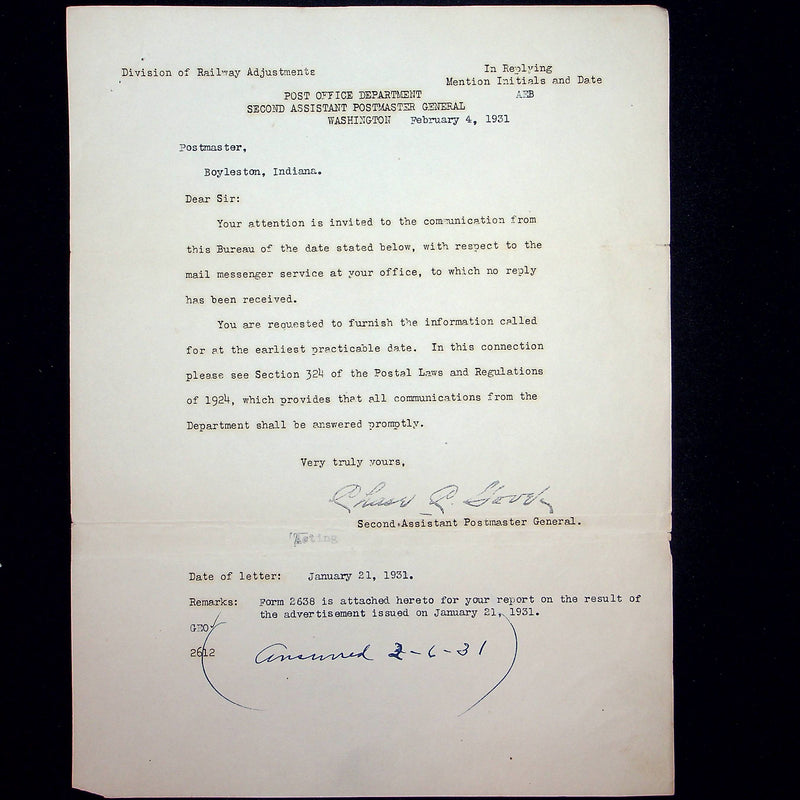 Division of Railway Adjustments
In Replying
Mention Initials and Date
AEB
POST OFFICE DEPARTMENT
SECOND ASSISTANT POSTMASTER GENERAL
WASHINGTON February 4, 1931
Postmaster,
Boyleston, Indiana.
Dear Sir:
Your attention is invited to the communication from
this Bureau of the date stated below, with respect to the
mail messenger service at your office, to which no reply
has been received.
You are requested to furnish the information called
for at the earliest practicable date. In this connection
please see Section 324 of the Postal Laws and Regulations
of 1924, which provides that all communications from the
Department shall be answered promptly.
Very truly yours,
Chase C. Gove
Second Assistant Postmaster General.
Acting
Date of letter: January 21, 1931.
Remarks: Form 2638 is attached hereto for your report on the result of
the advertisement issued on January 21, 1931.
GEO
2612
Answered 2-6-31